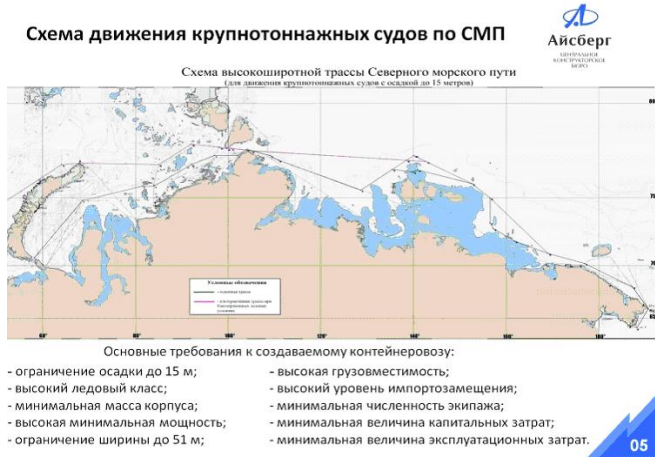 Схема движения крупнотоннажных судов по СМП
Айсберг
ЦЕНТРАЛЬНОЕ
КОНСТРУКТОРСКОЕ
БЮРО
Схема высокоширотной трассы Северного морского пути
(для движения крупнотоннажных судов с осадкой до 15 метров)
Условные обозначения
Основные требования к создаваемому контейнеровозу:
- ограничение осадки до 15 м;
- высокий ледовый класс;
- минимальная масса корпуса;
- высокая минимальная мощность;
- ограничение ширины до 51 м;
- высокая грузовместимость;
- высокий уровень импортозамещения;
- минимальная численность экипажа;
- минимальная величина капитальных затрат;
- минимальная величина эксплуатационных затрат.
05